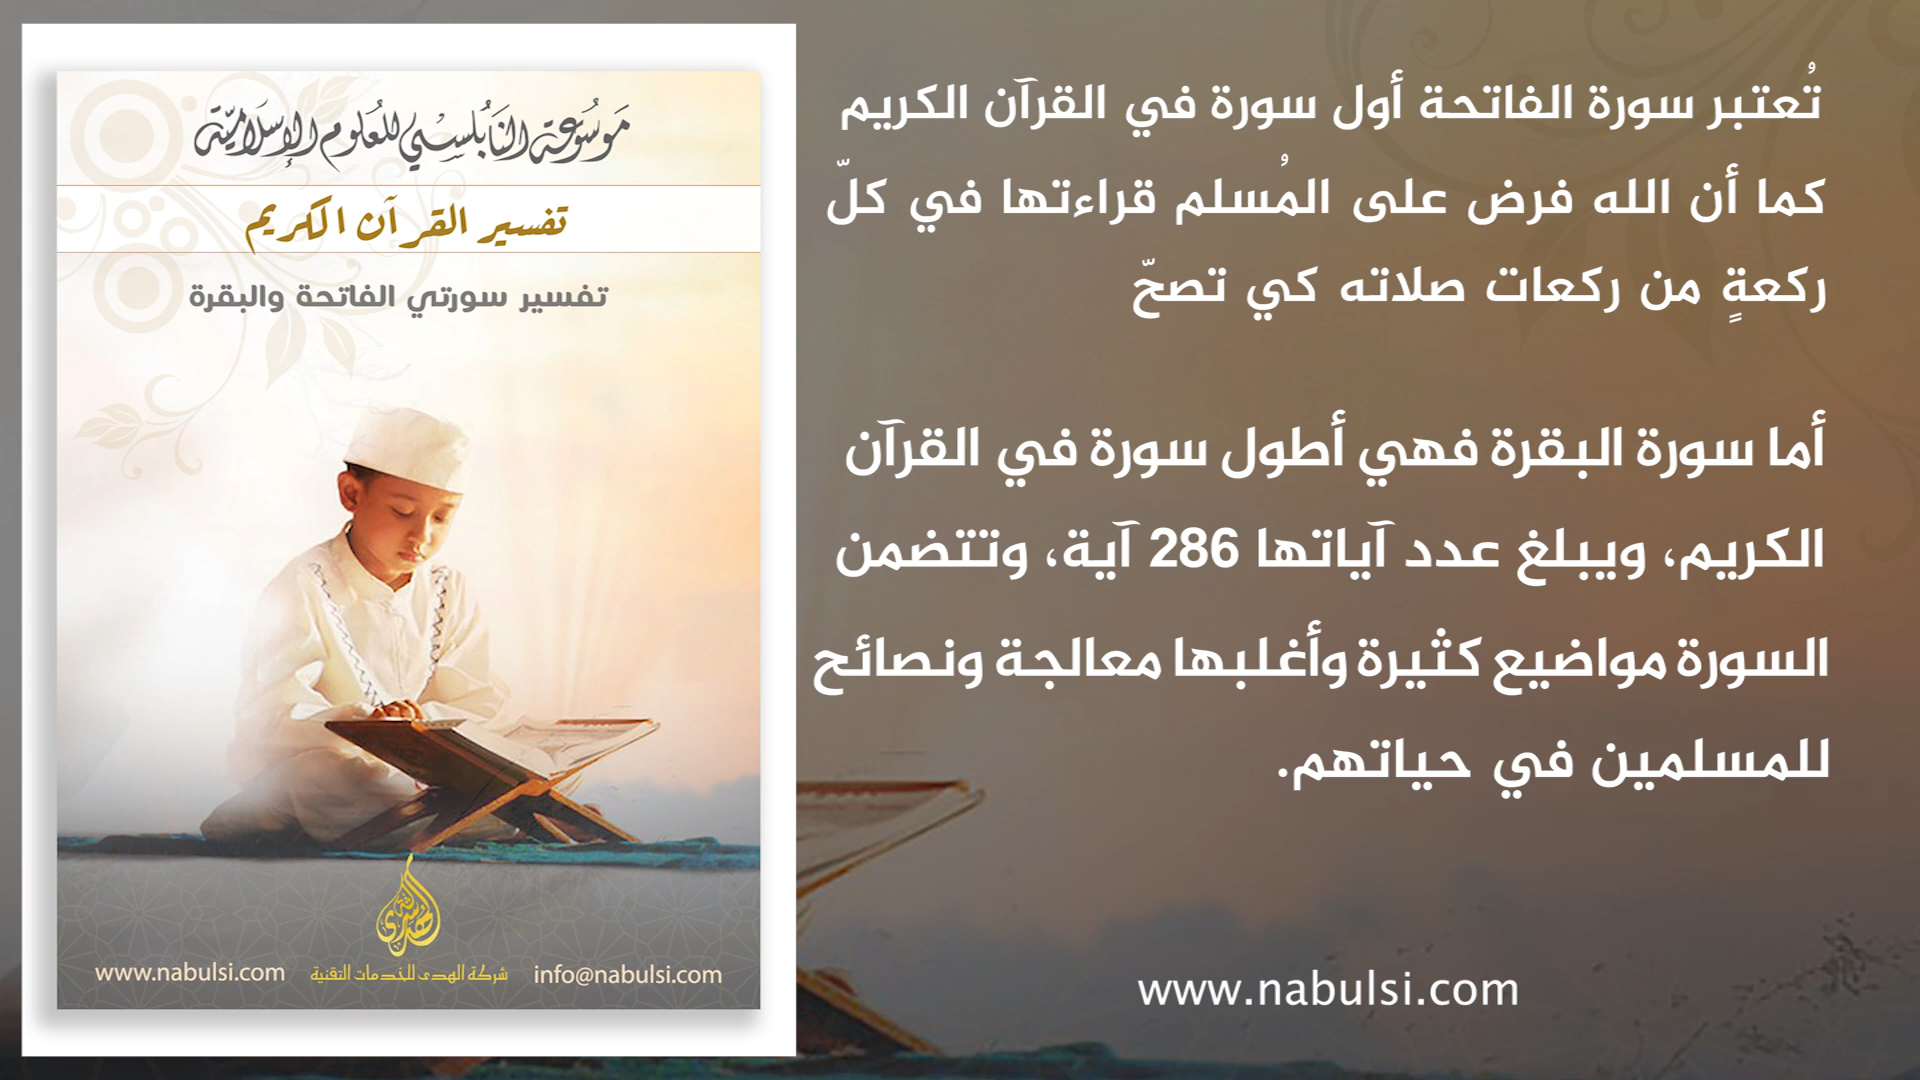 موسوعة النابلسي للعلوم الإسلامية
تفسير القرآن الكريم
تفسير سورتي الفاتحة والبقرة
الهدى
www.nabulsi.com
شركة الهدى للخدمات التقنية
info@nabulsi.com
تُعتبر سورة الفاتحة أول سورة في القرآن الكريم
كما أن الله فرض على المُسلم قراءتها في كلّ
ركعةٍ من ركعات صلاته كي تصحّ
أما سورة البقرة فهي أطول سورة في القرآن
الكريم، ويبلغ عدد آياتها 286 آية، وتتضمن
السورة مواضيع كثيرة وأغلبها معالجة ونصائح
للمسلمين في حياتهم.
www.nabulsi.com